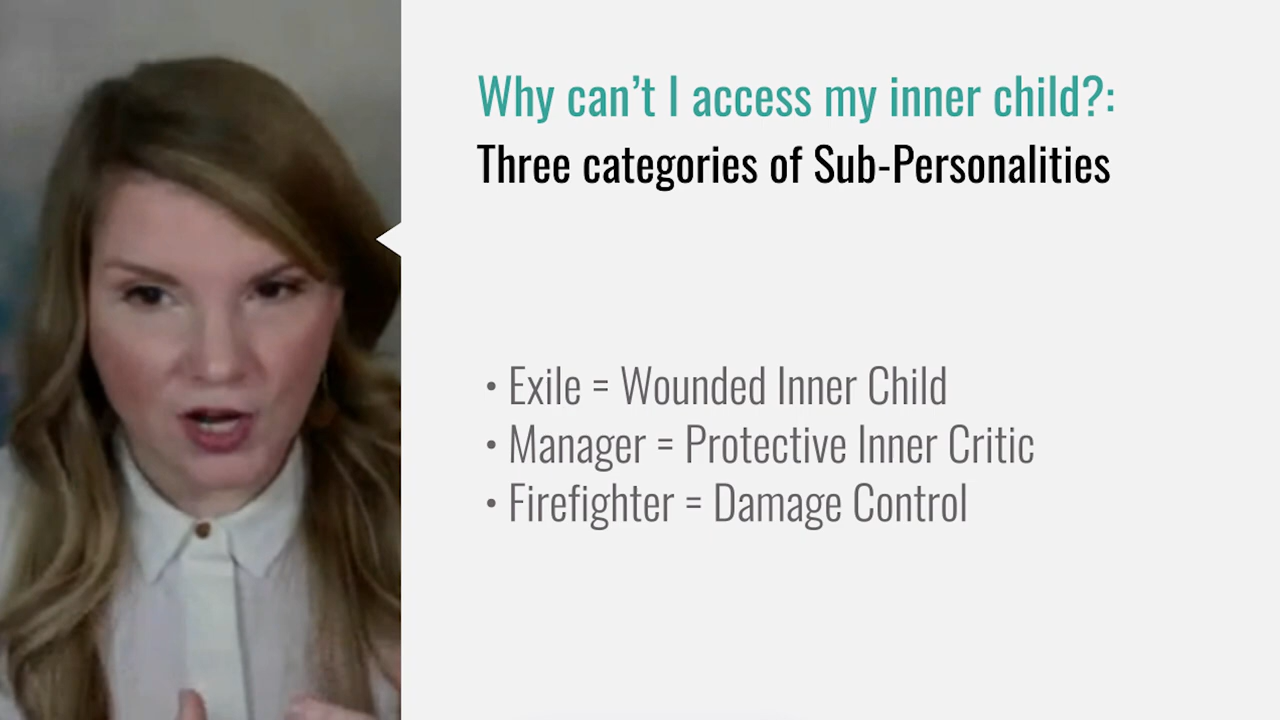 Why can’t I access my inner child?:
Three categories of Sub-Personalities
• Exile = Wounded Inner Child
• Manager = Protective Inner Critic
• Firefighter = Damage Control